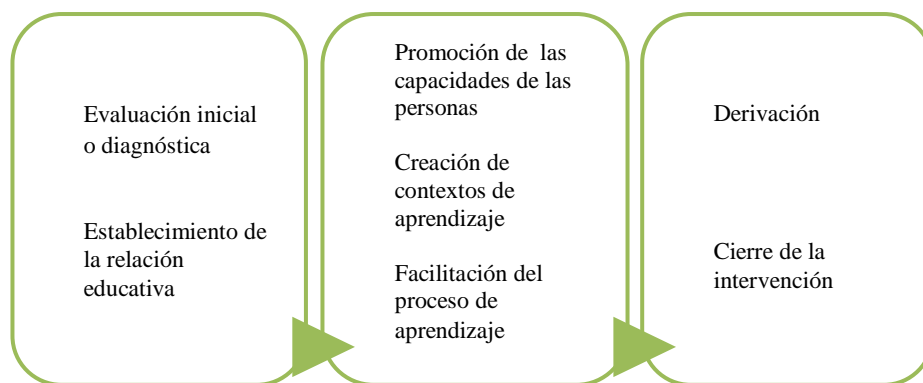 Evaluación inicial
o diagnóstica
Establecimiento de
la relación
educativa
Promoción de las
capacidades de las
personas
Creación de
contextos de
aprendizaje
Facilitación del
proceso de
aprendizaje
Derivación
Cierre de la
intervención